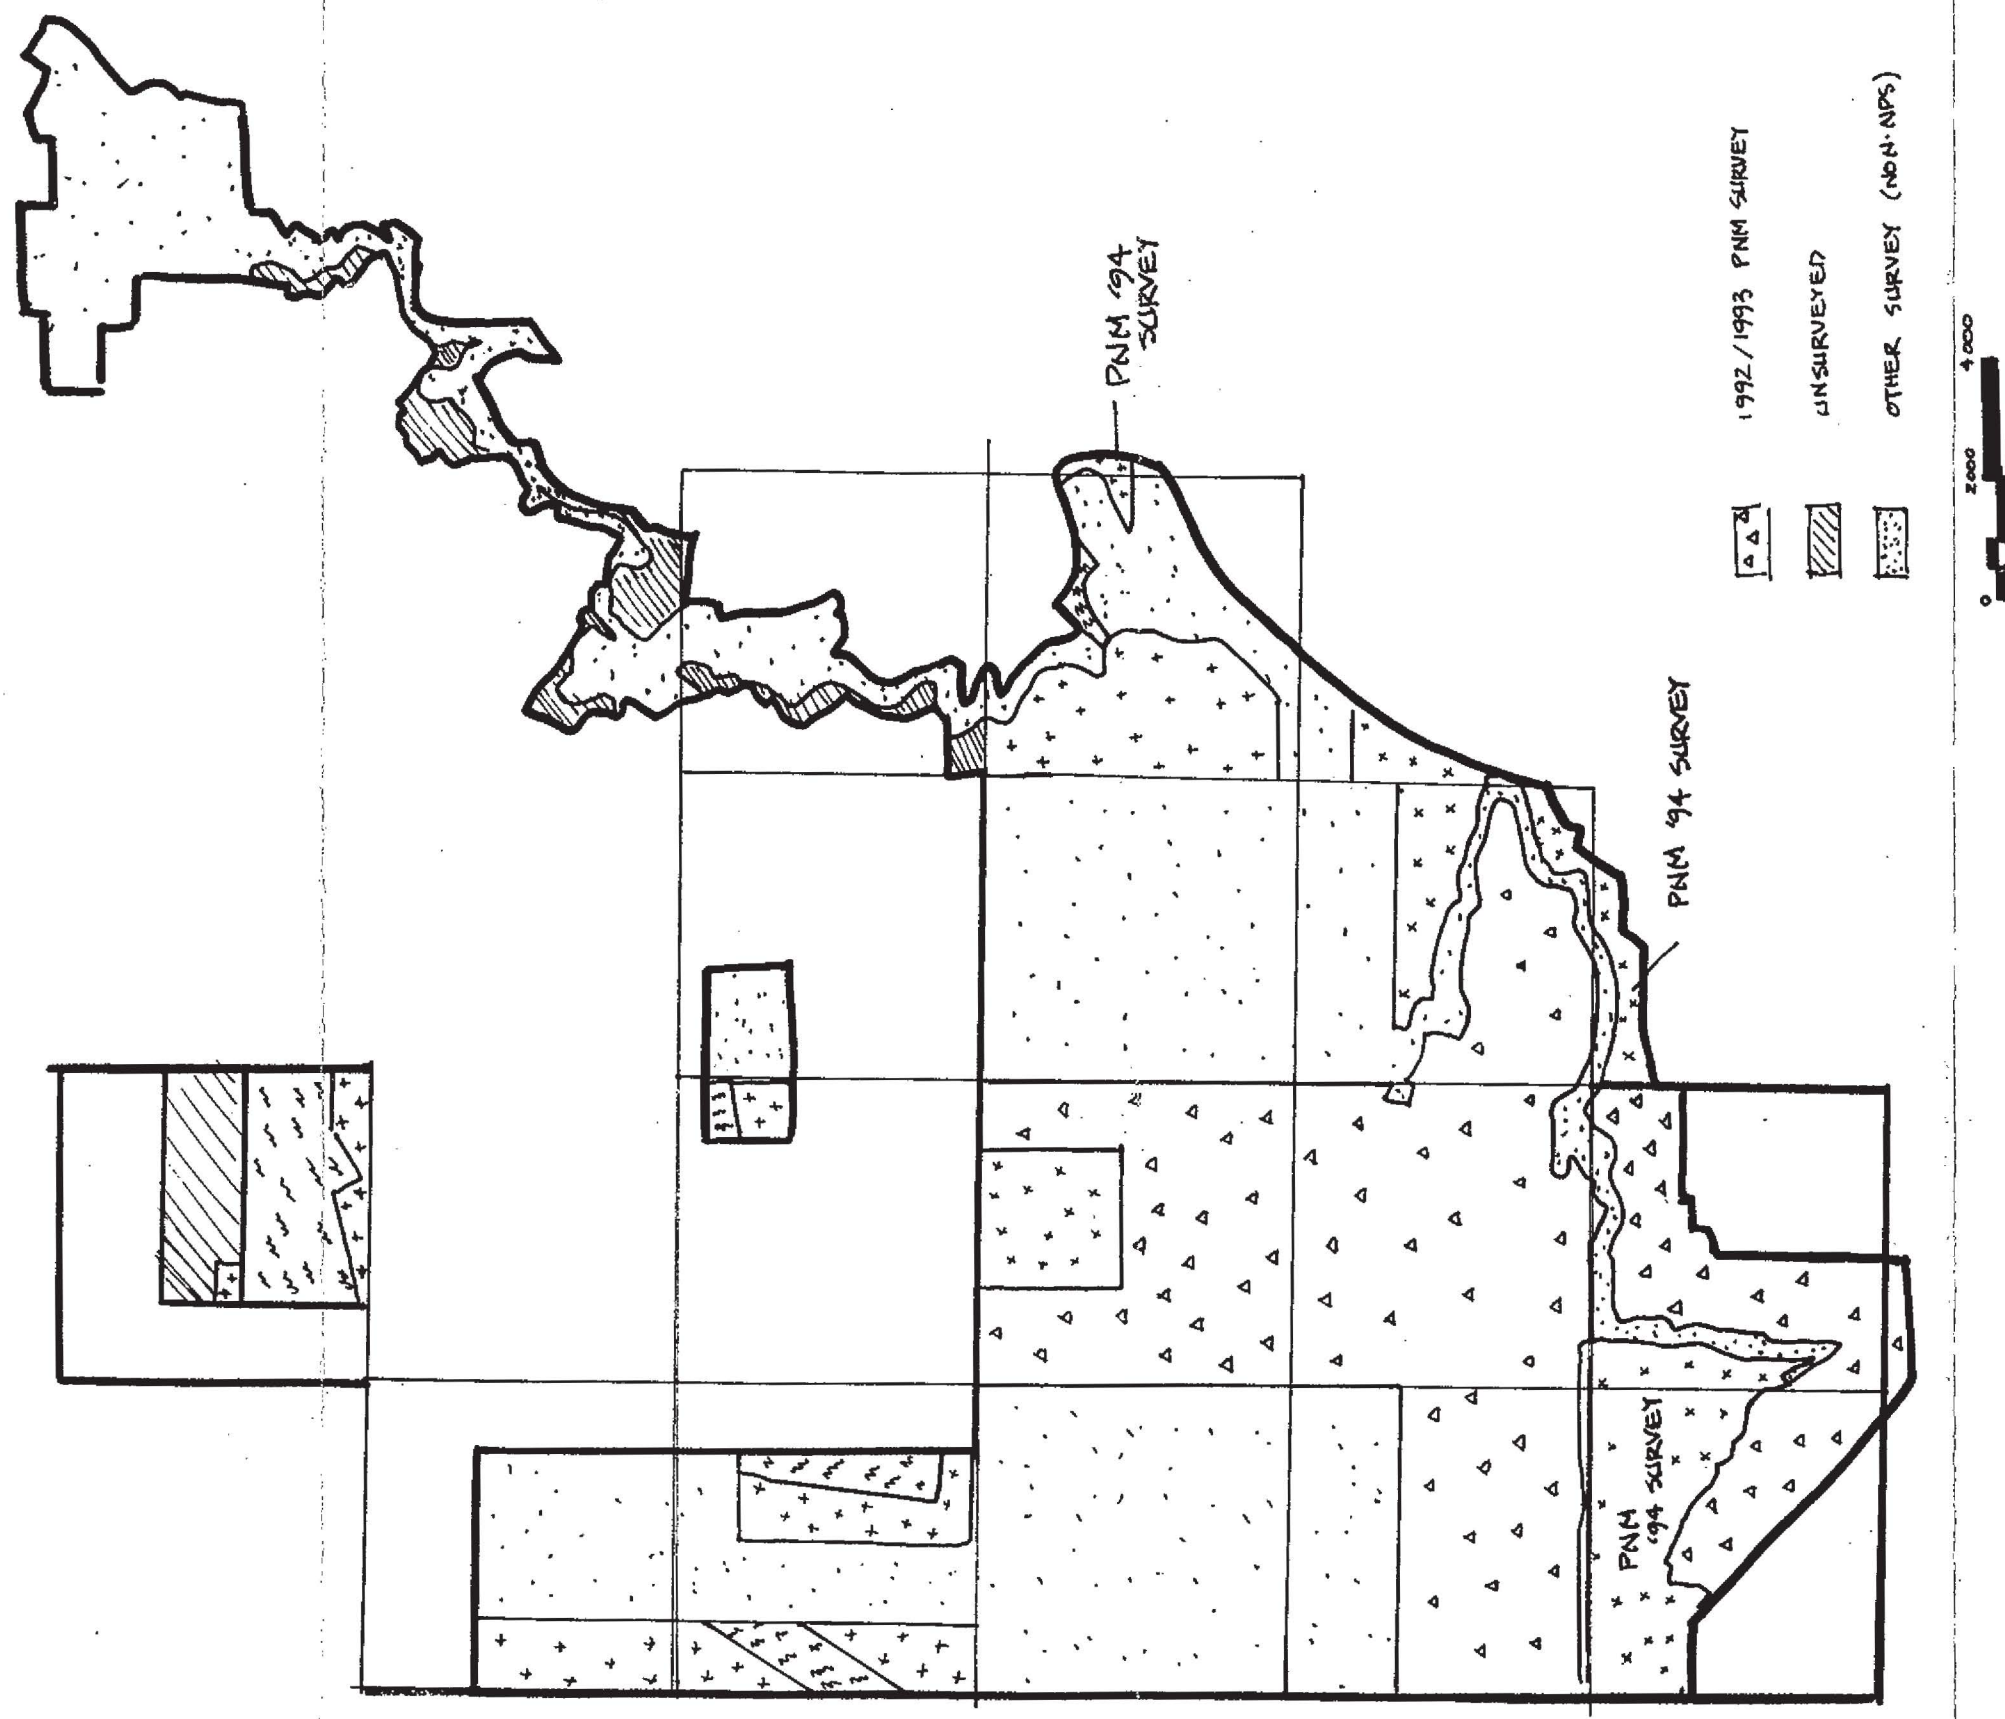 PNM '94
SURVEY
PNM '94 SURVEY
PNM
'94 SURVEY
1992/1993 PNM SURVEY
UNSURVEYED
OTHER SURVEY (NON-NPS)
0 2000 4000